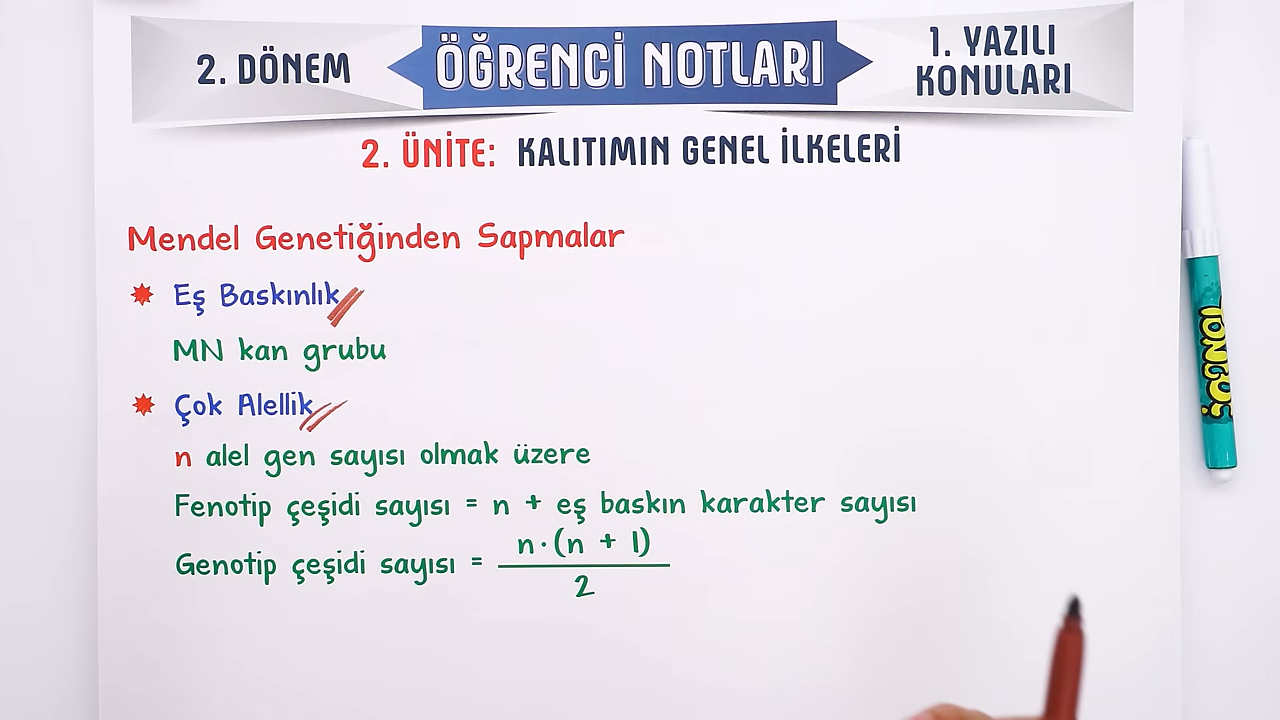 2. DÖNEM
ÖĞRENCİ NOTLARI
1. YAZILI
KONULARI
2. ÜNİTE: KALITIMIN GENEL İLKELERİ
Mendel Genetiğinden Sapmalar
Eş Baskınlık
MN kan grubu
Çok Alellik
n alel gen sayısı olmak üzere
Fenotip çeşidi sayısı = n + eş baskın karakter sayısı
Genotip çeşidi sayısı = n·(n + 1)
2